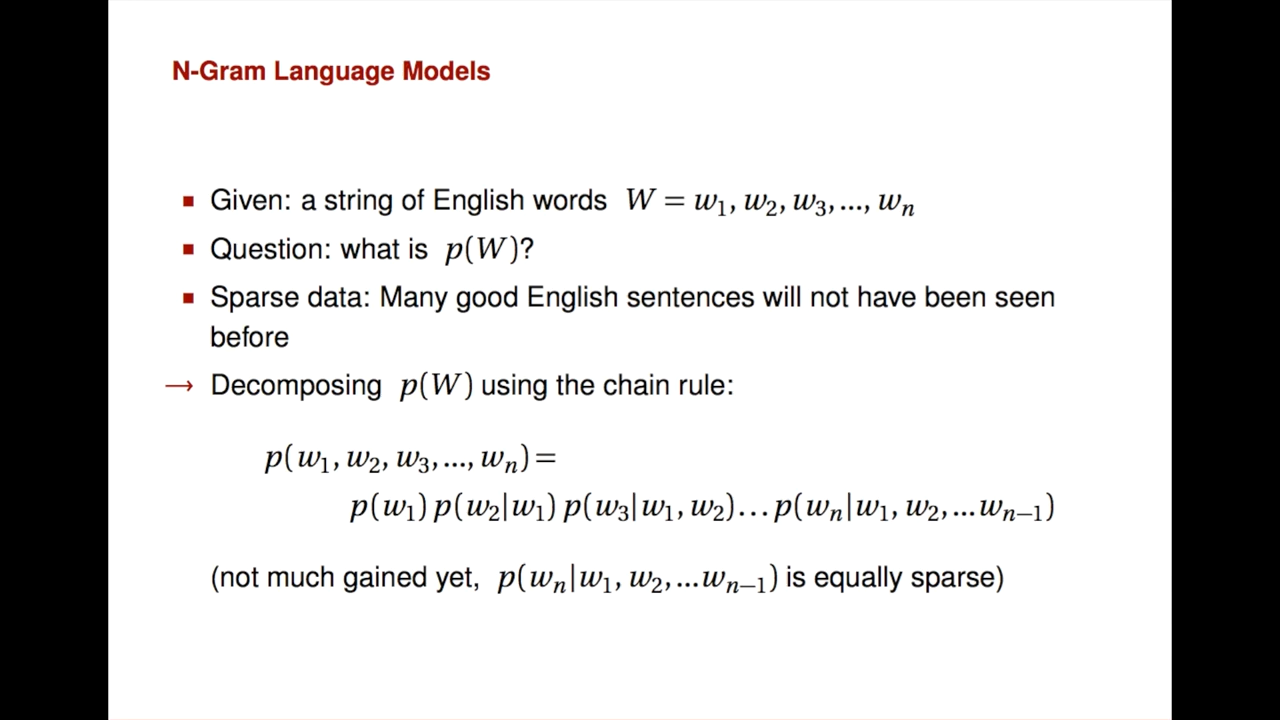 N-Gram Language Models
■ Given: a string of English words W = w₁, w₂, w₃, ..., wₙ
■ Question: what is p(W)?
■ Sparse data: Many good English sentences will not have been seen
before
→ Decomposing p(W) using the chain rule:
p(w₁, w₂, w₃, ..., wₙ) =
p(w₁) p(w₂|w₁) p(w₃|w₁, w₂)... p(wₙ|w₁, w₂, ...wₙ₋₁)
(not much gained yet, p(wₙ|w₁, w₂, ...wₙ₋₁) is equally sparse)